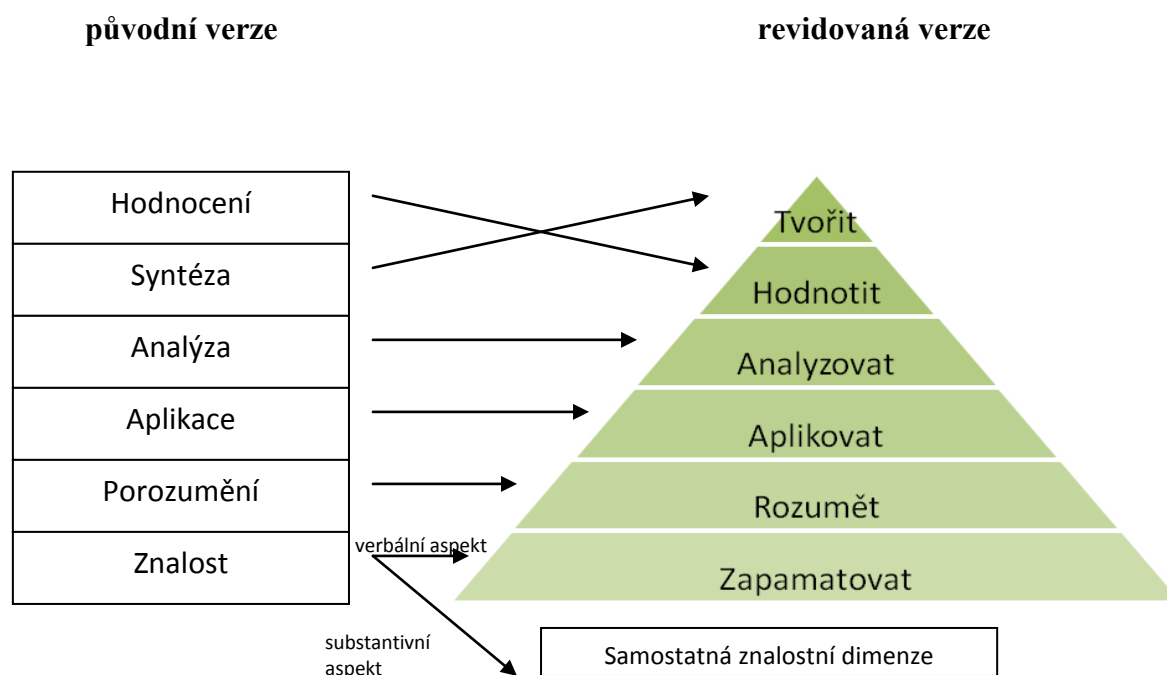 původní verze
revidovaná verze
Hodnocení
Syntéza
Analýza
Aplikace
Porozumění
Znalost
verbální aspekt
substantivní
aspekt
Tvořit
Hodnotit
Analyzovat
Aplikovat
Rozumět
Zapamatovat
Samostatná znalostní dimenze